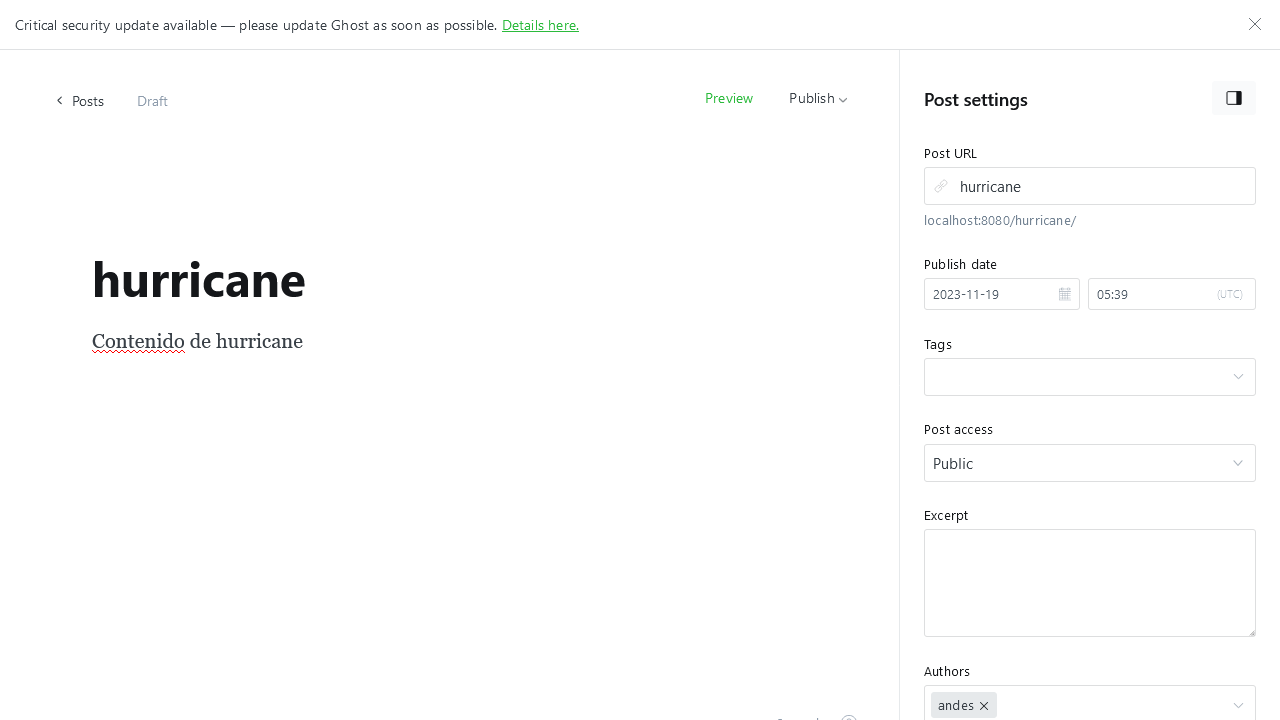 Critical security update available — please update Ghost as soon as possible. Details here.
Posts
Draft
Preview
Publish
hurricane
Contenido de hurricane
Post settings
Post URL
hurricane
localhost:8080/hurricane/
Publish date
2023-11-19
05:39
(UTC)
Tags
Post access
Public
Excerpt
Authors
andes